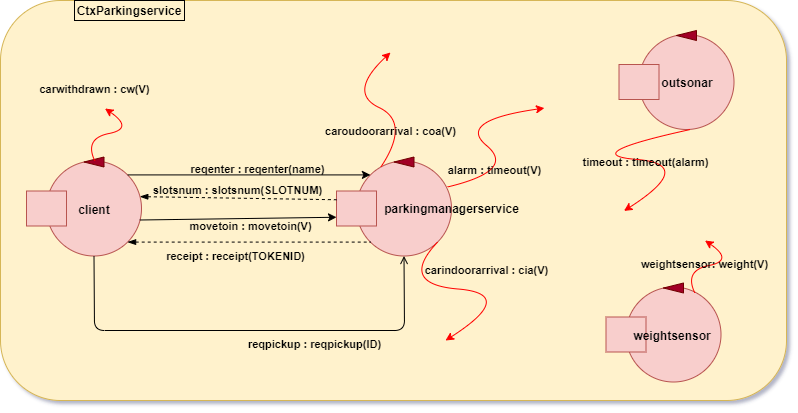 CtxParkingservice
carwithdrawn : cw(V)
outsonar
caroudoorarrival : coa(V)
alarm : timeout(V)
timeout : timeout(alarm)
reqenter : reqenter(name)
slotsnum : slotsnum(SLOTNUM)
client
parkingmanagerservice
movetoin : movetoin(V)
receipt : receipt(TOKENID)
carindoorarrival : cia(V)
weightsensor: weight(V)
weightsensor
reqpickup : reqpickup(ID)